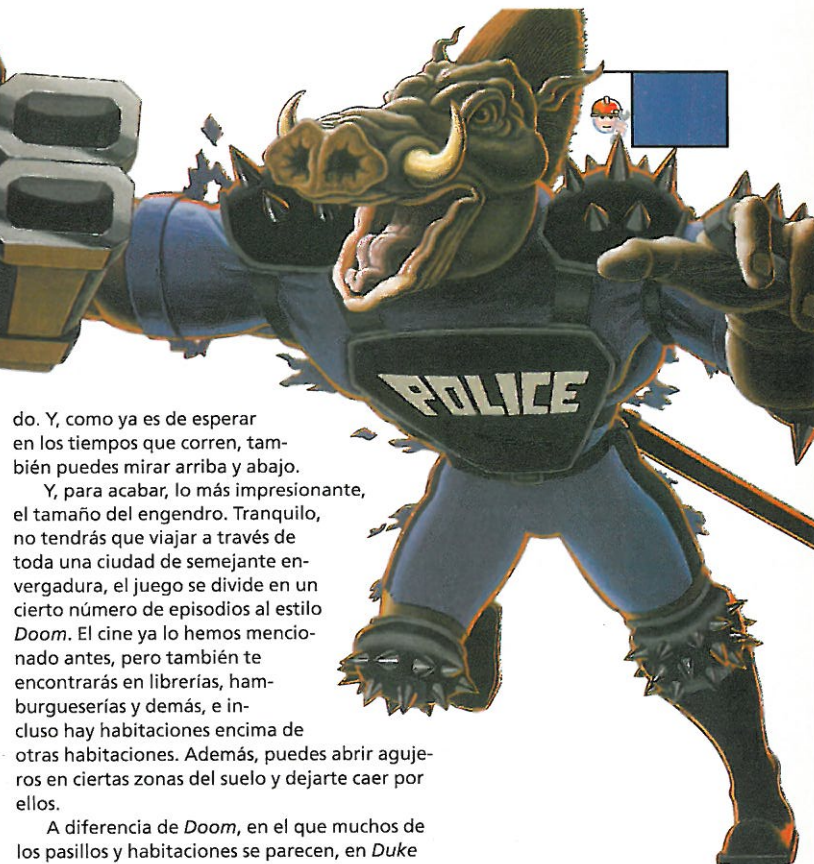 POLICE
do. Y, como ya es de esperar
en los tiempos que corren, tam-
bién puedes mirar arriba y abajo.
Y, para acabar, lo más impresionante,
el tamaño del engendro. Tranquilo,
no tendrás que viajar a través de
toda una ciudad de semejante en-
vergadura, el juego se divide en un
cierto número de episodios al estilo
Doom. El cine ya lo hemos mencio-
nado antes, pero también te
encontrarás en librerías, ham-
burgueserías y demás, e in-
cluso hay habitaciones encima de
otras habitaciones. Además, puedes abrir aguje-
ros en ciertas zonas del suelo y dejarte caer por
ellos.
A diferencia de Doom, en el que muchos de
los pasillos y habitaciones se parecen, en Duke